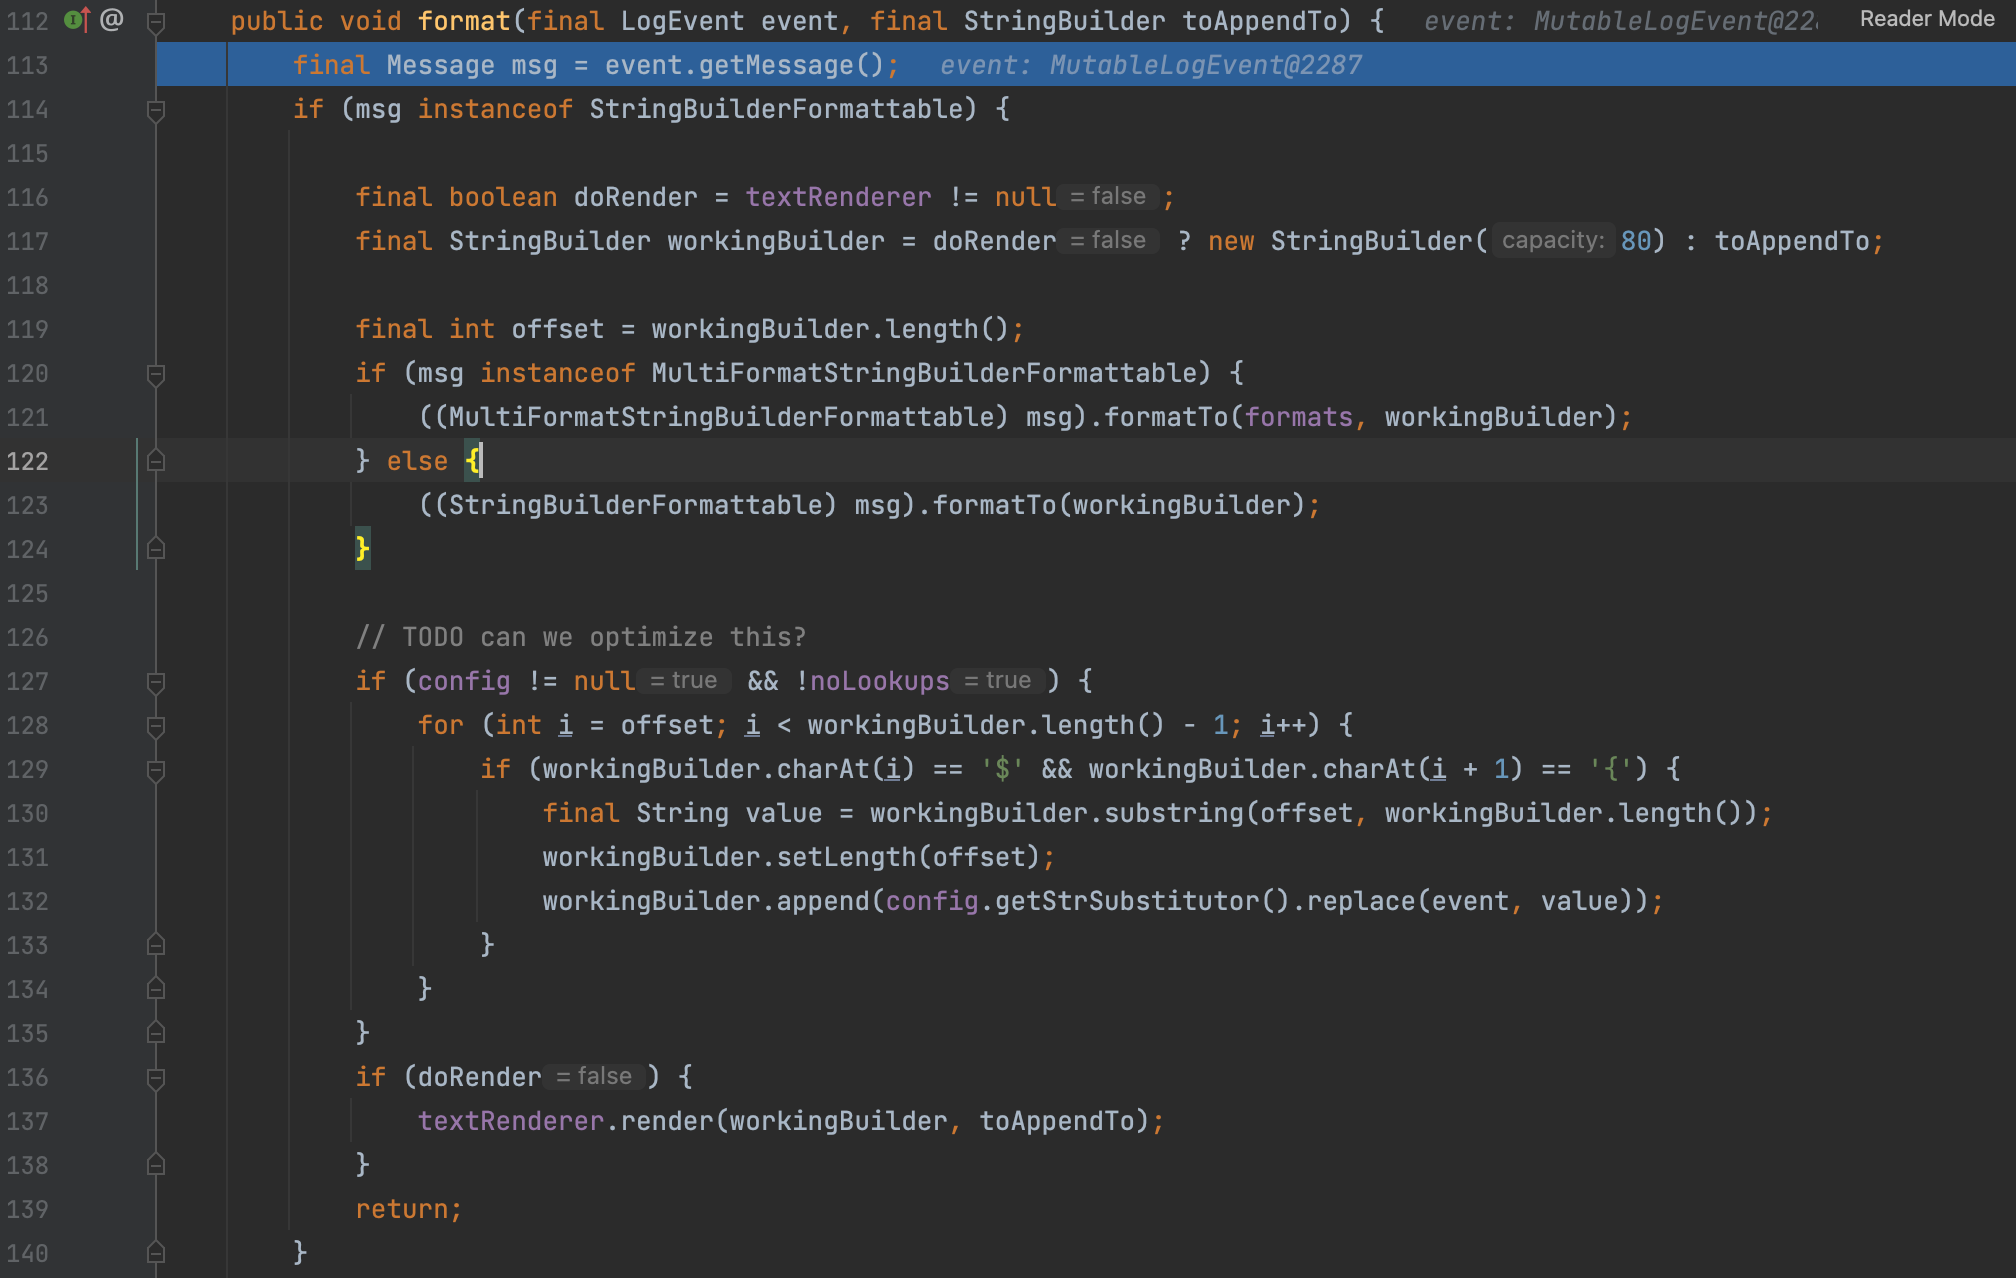 112 @ public void format(final LogEvent event, final StringBuilder toAppendTo) { event: MutableLogEvent@22 Reader Mode
113 final Message msg = event.getMessage(); event: MutableLogEvent@2287
114 if (msg instanceof StringBuilderFormattable) {
115
116 final boolean doRender = textRenderer != null = false ;
117 final StringBuilder workingBuilder = doRender = false ? new StringBuilder( capacity: 80) : toAppendTo;
118
119 final int offset = workingBuilder.length();
120 if (msg instanceof MultiFormatStringBuilderFormattable) {
121 ((MultiFormatStringBuilderFormattable) msg).formatTo(formats, workingBuilder);
122 } else {
123 ((StringBuilderFormattable) msg).formatTo(workingBuilder);
124 }
125
126 // TODO can we optimize this?
127 if (config != null = true && !noLookups = true ) {
128 for (int i = offset; i < workingBuilder.length() - 1; i++) {
129 if (workingBuilder.charAt(i) == '$' && workingBuilder.charAt(i + 1) == '{') {
130 final String value = workingBuilder.substring(offset, workingBuilder.length());
131 workingBuilder.setLength(offset);
132 workingBuilder.append(config.getStrSubstitutor().replace(event, value));
133 }
134 }
135 }
136 if (doRender = false ) {
137 textRenderer.render(workingBuilder, toAppendTo);
138 }
139 return;
140 }